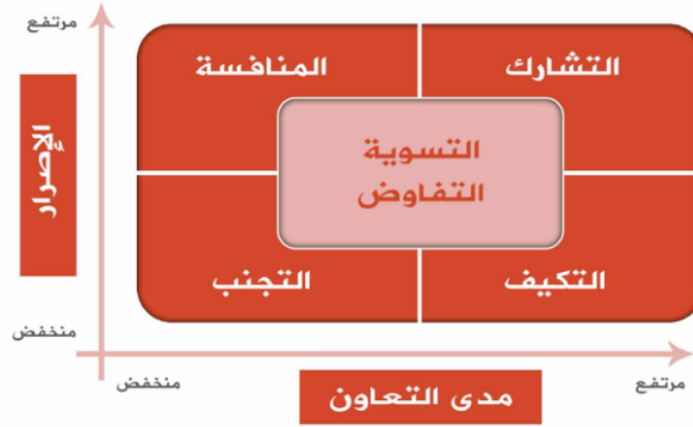 مرتفع
المنافسة
التشارك
الإصرار
التسوية
التفاوض
التجنب
التكيف
منخفض
منخفض
مرتفع
مدى التعاون